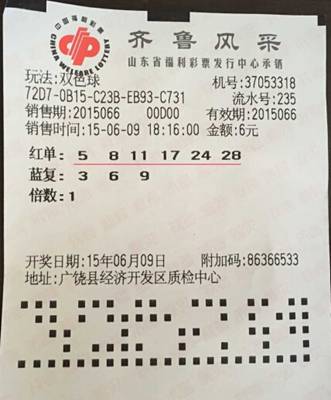 中国福利彩票
CHINA WELFARE LOTTERY
齐鲁风采
山东省福利彩票发行中心承销
玩法:双色球 机号:37053318
72D7-0B15-C23B-EB93-C731 流水号:235
销售期:2015066 00D00 有效期:2015066
销售时间:15-06-09 18:16:00 金额:6元
红单: 5 8 11 17 24 28
蓝复: 3 6 9
倍数:1
开奖日期:15年06月09日 附加码:86366533
地址:广饶县经济开发区质检中心